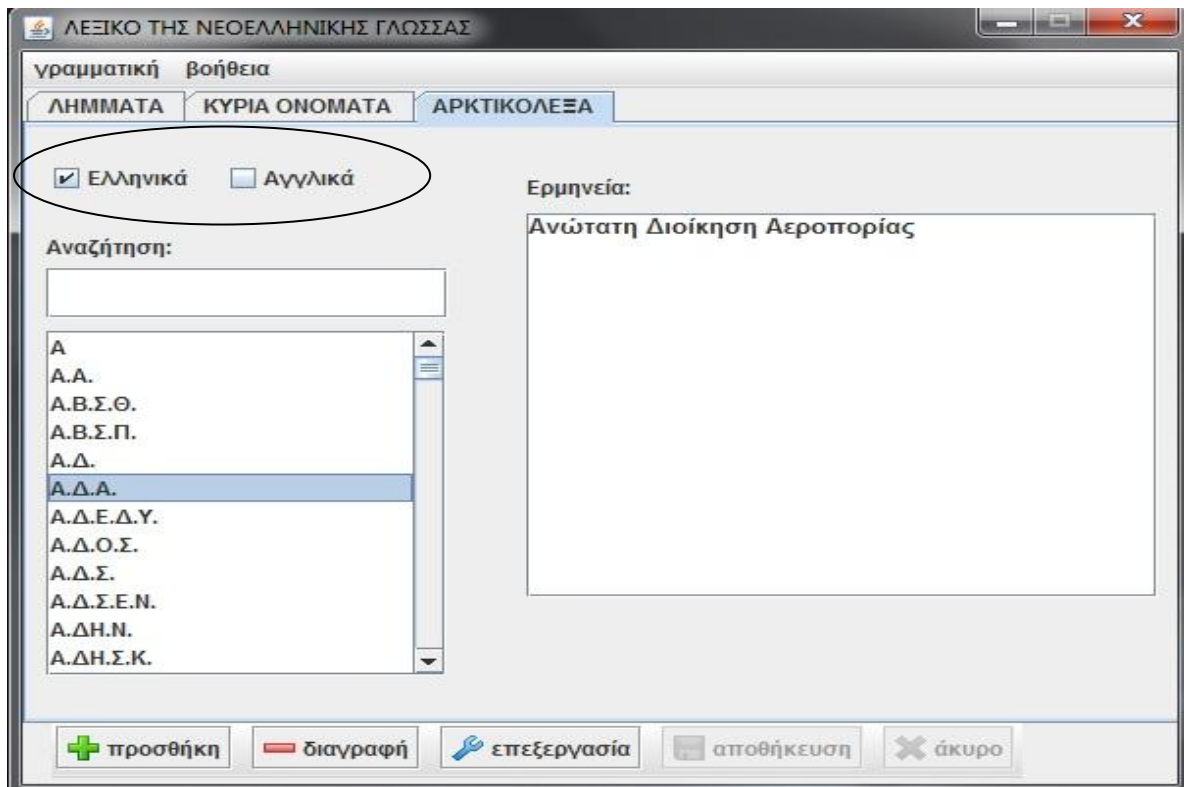 ΛΕΞΙΚΟ ΤΗΣ ΝΕΟΕΛΛΗΝΙΚΗΣ ΓΛΩΣΣΑΣ
γραμματική βοήθεια
ΛΗΜΜΑΤΑ ΚΥΡΙΑ ΟΝΟΜΑΤΑ ΑΡΚΤΙΚΟΛΕΞΑ
Ελληνικά Αγγλικά
Αναζήτηση:
Α
Α.Α.
Α.Β.Σ.Θ.
Α.Β.Σ.Π.
Α.Δ.
Α.Δ.Α.
Α.Δ.Ε.Δ.Υ.
Α.Δ.Ο.Σ.
Α.Δ.Σ.
Α.Δ.Σ.Ε.Ν.
Α.ΔΗ.Ν.
Α.ΔΗ.Σ.Κ.
Ερμηνεία:
Ανώτατη Διοίκηση Αεροπορίας
προσθήκη διαγραφή επεξεργασία αποθήκευση άκυρο